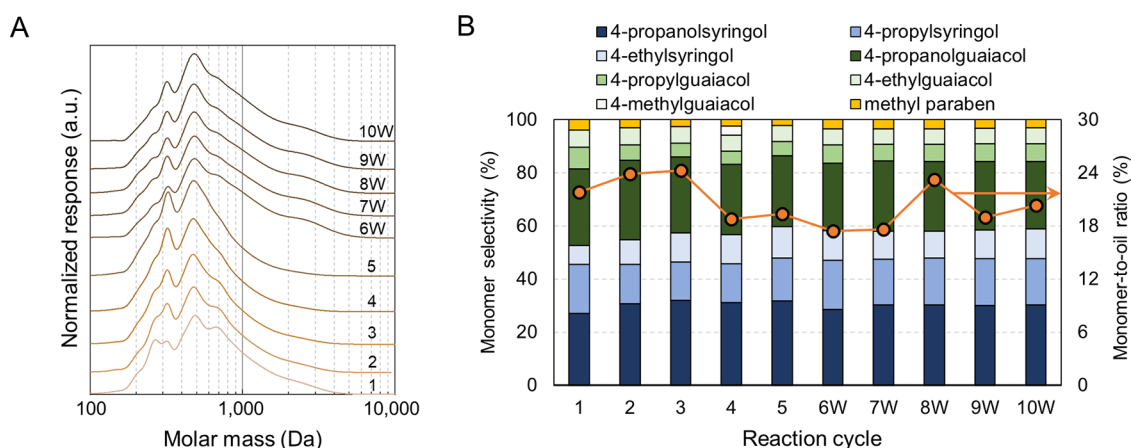 A
Normalized response (a.u.)
10W
9W
8W
7W
6W
5
4
3
2
1
100
1,000
10,000
Molar mass (Da)
B
4-propanolsyringol
4-propylsyringol
4-ethylsyringol
4-propanolguaiacol
4-propylguaiacol
4-ethylguaiacol
4-methylguaiacol
methyl paraben
Monomer selectivity (%)
100
80
60
40
20
0
30
24
18
12
6
0
Monomer-to-oil ratio (%)
1 2 3 4 5 6W 7W 8W 9W 10W
Reaction cycle